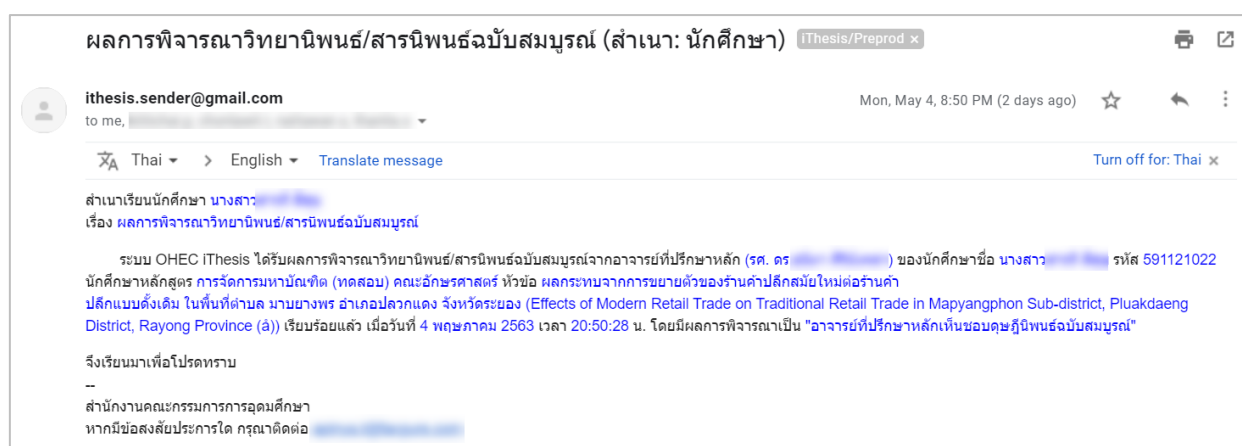 ผลการพิจารณาวิทยานิพนธ์/สารนิพนธ์ฉบับสมบูรณ์ (สำเนา: นักศึกษา) iThesis/Preprod ×
ithesis.sender@gmail.com Mon, May 4, 8:50 PM (2 days ago)
to me,
Thai > English Translate message Turn off for: Thai ×
สำเนาเรียนนักศึกษา นางสาว
เรื่อง ผลการพิจารณาวิทยานิพนธ์/สารนิพนธ์ฉบับสมบูรณ์
ระบบ OHEC iThesis ได้รับผลการพิจารณาวิทยานิพนธ์/สารนิพนธ์ฉบับสมบูรณ์จากอาจารย์ที่ปรึกษาหลัก (รศ. ดร ) ของนักศึกษาชื่อ นางสาว รหัส 591121022
นักศึกษาหลักสูตร การจัดการมหาบัณฑิต (ทดสอบ) คณะอักษรศาสตร์ หัวข้อ ผลกระทบจากการขยายตัวของร้านค้าปลีกสมัยใหม่ต่อร้านค้า
ปลีกแบบดั้งเดิม ในพื้นที่ตำบล มาบยางพร อำเภอปลวกแดง จังหวัดระยอง (Effects of Modern Retail Trade on Traditional Retail Trade in Mapyangphon Sub-district, Pluakdaeng
District, Rayong Province (â)) เรียบร้อยแล้ว เมื่อวันที่ 4 พฤษภาคม 2563 เวลา 20:50:28 น. โดยมีผลการพิจารณาเป็น "อาจารย์ที่ปรึกษาหลักเห็นชอบดุษฎีนิพนธ์ฉบับสมบูรณ์"
จึงเรียนมาเพื่อโปรดทราบ
--
สำนักงานคณะกรรมการการอุดมศึกษา
หากมีข้อสงสัยประการใด กรุณาติดต่อ